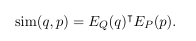 sim(q, p) = E_Q(q)^⊺ E_P(p).